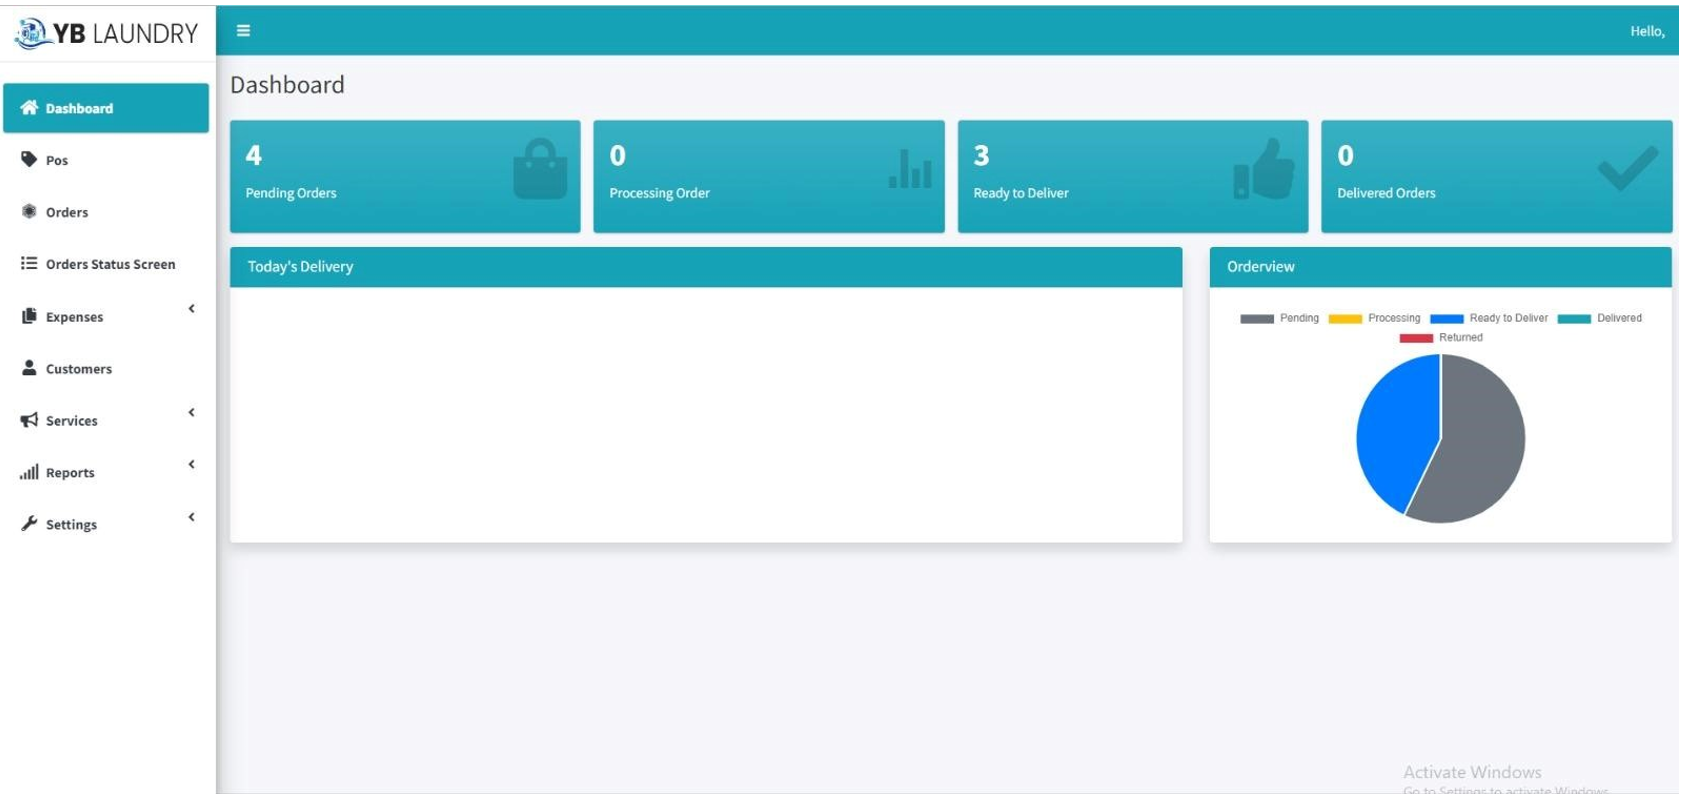 YB LAUNDRY
Hello,
Dashboard
Pos
Orders
Orders Status Screen
Expenses
Customers
Services
Reports
Settings
Dashboard
4
Pending Orders
0
Processing Order
3
Ready to Deliver
0
Delivered Orders
Today's Delivery
Orderview
Pending Processing Ready to Deliver Delivered
Returned
Activate Windows
Go to Settings to activate Windows.